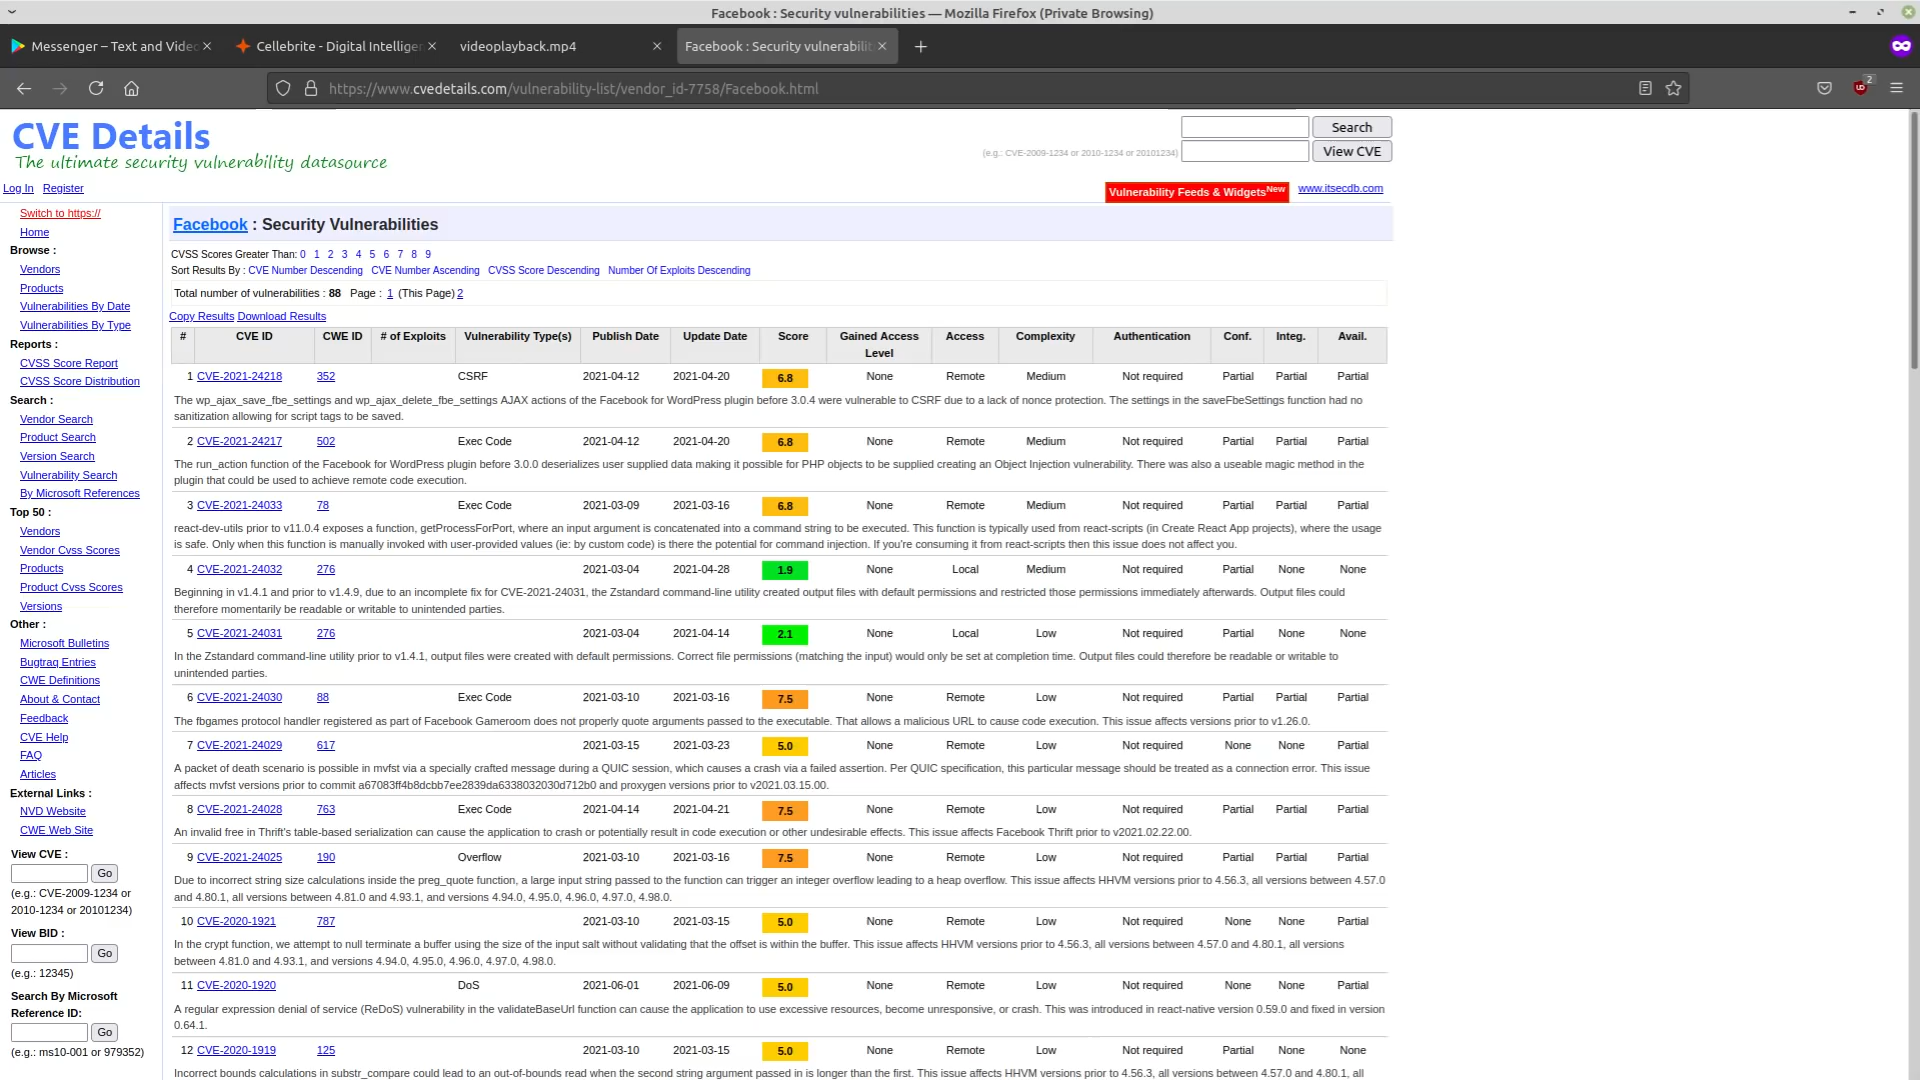 Facebook : Security vulnerabilities — Mozilla Firefox (Private Browsing)
Messenger – Text and Video
Cellebrite - Digital Intelligen
videoplayback.mp4
Facebook : Security vulnerabilit
https://www.cvedetails.com/vulnerability-list/vendor_id-7758/Facebook.html
2
CVE Details
The ultimate security vulnerability datasource
Search
(e.g.: CVE-2009-1234 or 2010-1234 or 20101234)
View CVE
Log In Register
Vulnerability Feeds & Widgets New www.itsecdb.com
Switch to https://
Home
Browse :
Vendors
Products
Vulnerabilities By Date
Vulnerabilities By Type
Reports :
CVSS Score Report
CVSS Score Distribution
Search :
Vendor Search
Product Search
Version Search
Vulnerability Search
By Microsoft References
Top 50 :
Vendors
Vendor Cvss Scores
Products
Product Cvss Scores
Versions
Other :
Microsoft Bulletins
Bugtraq Entries
CWE Definitions
About & Contact
Feedback
CVE Help
FAQ
Articles
External Links :
NVD Website
CWE Web Site
View CVE :
Go
(e.g.: CVE-2009-1234 or
2010-1234 or 20101234)
View BID :
Go
(e.g.: 12345)
Search By Microsoft
Reference ID:
Go
(e.g.: ms10-001 or 979352)
Facebook : Security Vulnerabilities
CVSS Scores Greater Than: 0 1 2 3 4 5 6 7 8 9
Sort Results By : CVE Number Descending CVE Number Ascending CVSS Score Descending Number Of Exploits Descending
Total number of vulnerabilities : 88 Page : 1 (This Page) 2
Copy Results Download Results
# CVE ID CWE ID # of Exploits Vulnerability Type(s) Publish Date Update Date Score Gained Access Level Access Complexity Authentication Conf. Integ. Avail.
1 CVE-2021-24218 352 CSRF 2021-04-12 2021-04-20 6.8 None Remote Medium Not required Partial Partial Partial
The wp_ajax_save_fbe_settings and wp_ajax_delete_fbe_settings AJAX actions of the Facebook for WordPress plugin before 3.0.4 were vulnerable to CSRF due to a lack of nonce protection. The settings in the saveFbeSettings function had no
sanitization allowing for script tags to be saved.
2 CVE-2021-24217 502 Exec Code 2021-04-12 2021-04-20 6.8 None Remote Medium Not required Partial Partial Partial
The run_action function of the Facebook for WordPress plugin before 3.0.0 deserializes user supplied data making it possible for PHP objects to be supplied creating an Object Injection vulnerability. There was also a useable magic method in the
plugin that could be used to achieve remote code execution.
3 CVE-2021-24033 78 Exec Code 2021-03-09 2021-03-16 6.8 None Remote Medium Not required Partial Partial Partial
react-dev-utils prior to v11.0.4 exposes a function, getProcessForPort, where an input argument is concatenated into a command string to be executed. This function is typically used from react-scripts (in Create React App projects), where the usage
is safe. Only when this function is manually invoked with user-provided values (ie: by custom code) is there the potential for command injection. If you're consuming it from react-scripts then this issue does not affect you.
4 CVE-2021-24032 276 2021-03-04 2021-04-28 1.9 None Local Medium Not required Partial None None
Beginning in v1.4.1 and prior to v1.4.9, due to an incomplete fix for CVE-2021-24031, the Zstandard command-line utility created output files with default permissions and restricted those permissions immediately afterwards. Output files could
therefore momentarily be readable or writable to unintended parties.
5 CVE-2021-24031 276 2021-03-04 2021-04-14 2.1 None Local Low Not required Partial None None
In the Zstandard command-line utility prior to v1.4.1, output files were created with default permissions. Correct file permissions (matching the input) would only be set at completion time. Output files could therefore be readable or writable to
unintended parties.
6 CVE-2021-24030 88 Exec Code 2021-03-10 2021-03-16 7.5 None Remote Low Not required Partial Partial Partial
The fbgames protocol handler registered as part of Facebook Gameroom does not properly quote arguments passed to the executable. That allows a malicious URL to cause code execution. This issue affects versions prior to v1.26.0.
7 CVE-2021-24029 617 2021-03-15 2021-03-23 5.0 None Remote Low Not required None None Partial
A packet of death scenario is possible in mvfst via a specially crafted message during a QUIC session, which causes a crash via a failed assertion. Per QUIC specification, this particular message should be treated as a connection error. This issue
affects mvfst versions prior to commit a67083ff4b8dcbb7ee2839da6338032030d712b0 and proxygen versions prior to v2021.03.15.00.
8 CVE-2021-24028 763 Exec Code 2021-04-14 2021-04-21 7.5 None Remote Low Not required Partial Partial Partial
An invalid free in Thrift's table-based serialization can cause the application to crash or potentially result in code execution or other undesirable effects. This issue affects Facebook Thrift prior to v2021.02.22.00.
9 CVE-2021-24025 190 Overflow 2021-03-10 2021-03-16 7.5 None Remote Low Not required Partial Partial Partial
Due to incorrect string size calculations inside the preg_quote function, a large input string passed to the function can trigger an integer overflow leading to a heap overflow. This issue affects HHVM versions prior to 4.56.3, all versions between 4.57.0
and 4.80.1, all versions between 4.81.0 and 4.93.1, and versions 4.94.0, 4.95.0, 4.96.0, 4.97.0, 4.98.0.
10 CVE-2020-1921 787 2021-03-10 2021-03-15 5.0 None Remote Low Not required None None Partial
In the crypt function, we attempt to null terminate a buffer using the size of the input salt without validating that the offset is within the buffer. This issue affects HHVM versions prior to 4.56.3, all versions between 4.57.0 and 4.80.1, all versions
between 4.81.0 and 4.93.1, and versions 4.94.0, 4.95.0, 4.96.0, 4.97.0, 4.98.0.
11 CVE-2020-1920 DoS 2021-06-01 2021-06-09 5.0 None Remote Low Not required None None Partial
A regular expression denial of service (ReDoS) vulnerability in the validateBaseUrl function can cause the application to use excessive resources, become unresponsive, or crash. This was introduced in react-native version 0.59.0 and fixed in version
0.64.1.
12 CVE-2020-1919 125 2021-03-10 2021-03-15 5.0 None Remote Low Not required Partial None None
Incorrect bounds calculations in substr_compare could lead to an out-of-bounds read when the second string argument passed in is longer than the first. This issue affects HHVM versions prior to 4.56.3, all versions between 4.57.0 and 4.80.1, all